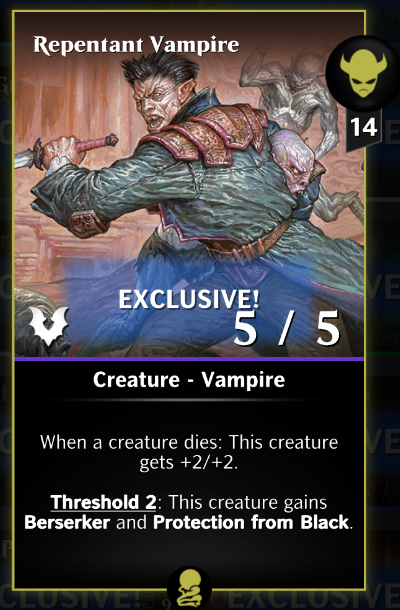 Repentant Vampire
14
EXCLUSIVE!
5 / 5
Creature - Vampire
When a creature dies: This creature
gets +2/+2.
Threshold 2: This creature gains
Berserker and Protection from Black.